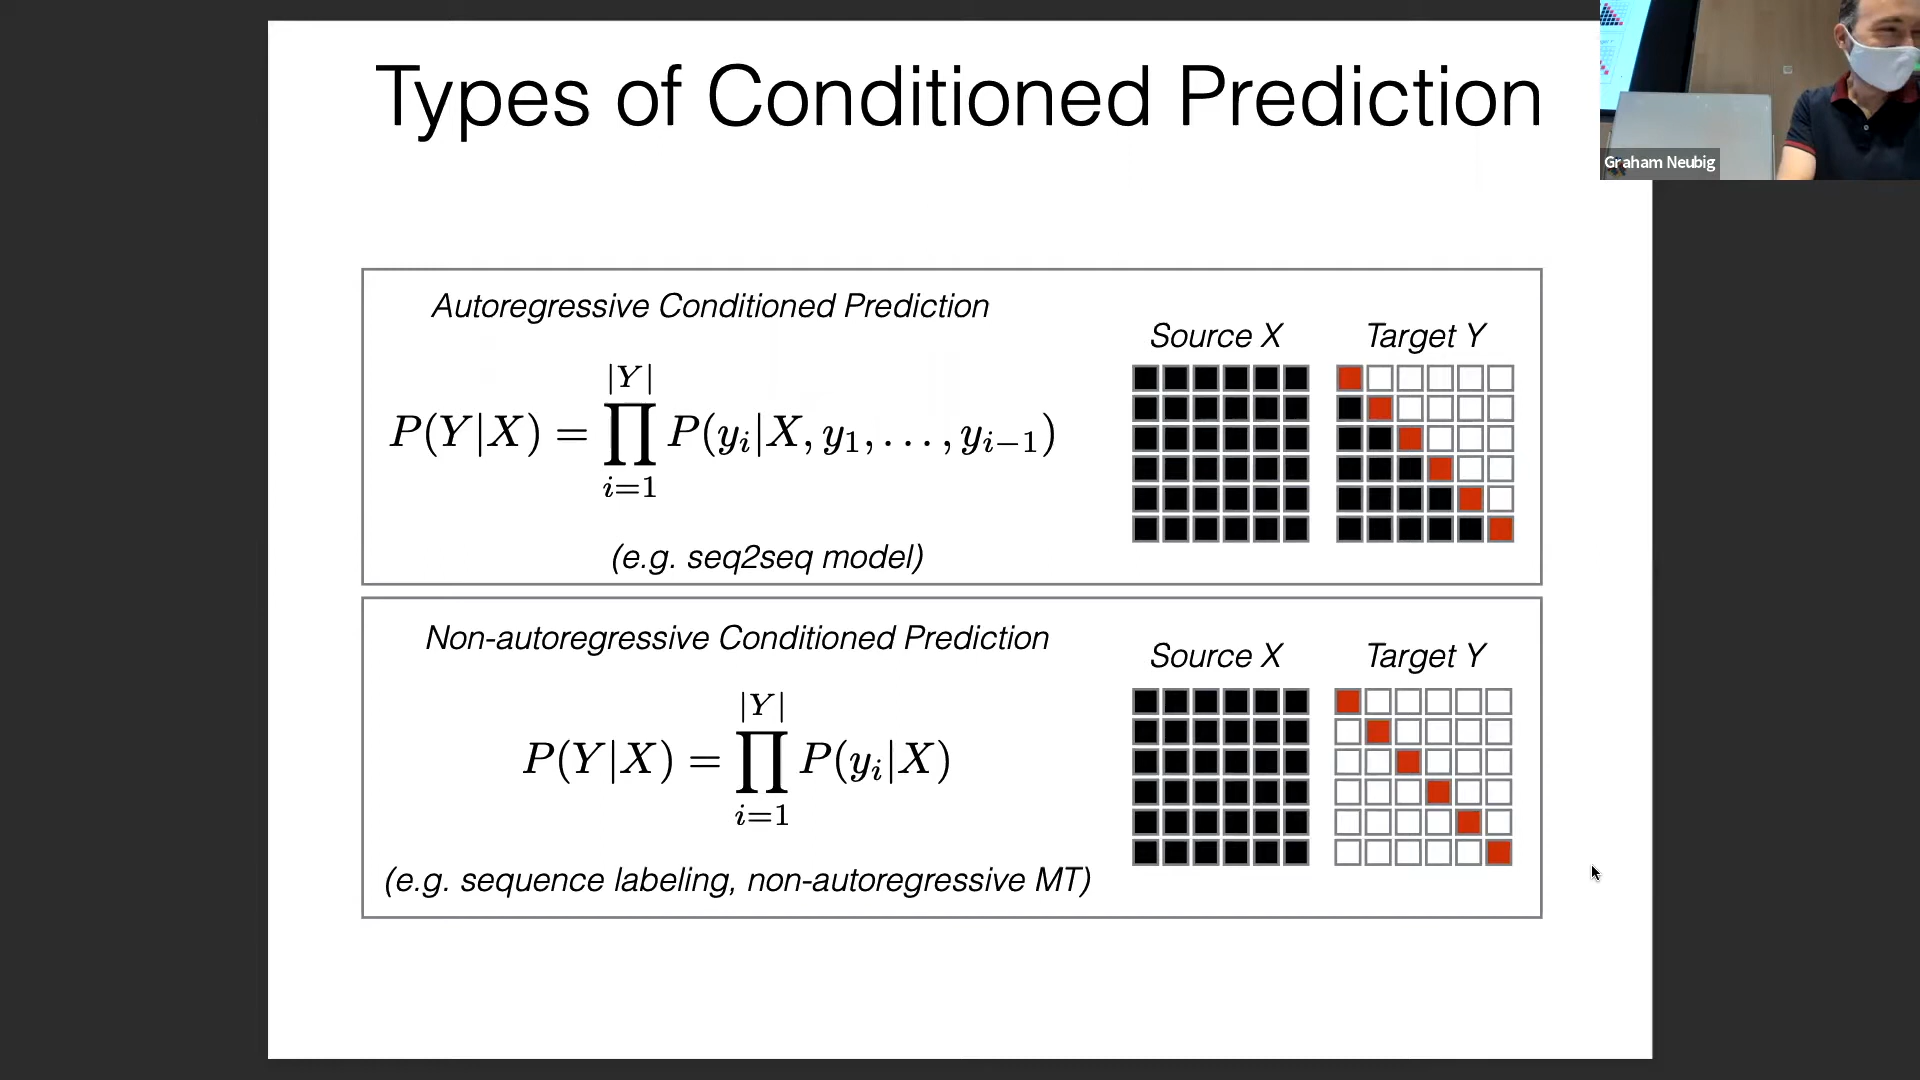 Types of Conditioned Prediction
Graham Neubig
Autoregressive Conditioned Prediction
P(Y|X) = ∏_{i=1}^{|Y|} P(y_i|X, y_1, . . . , y_{i−1})
(e.g. seq2seq model)
Source X
Target Y
Non-autoregressive Conditioned Prediction
P(Y|X) = ∏_{i=1}^{|Y|} P(y_i|X)
(e.g. sequence labeling, non-autoregressive MT)
Source X
Target Y